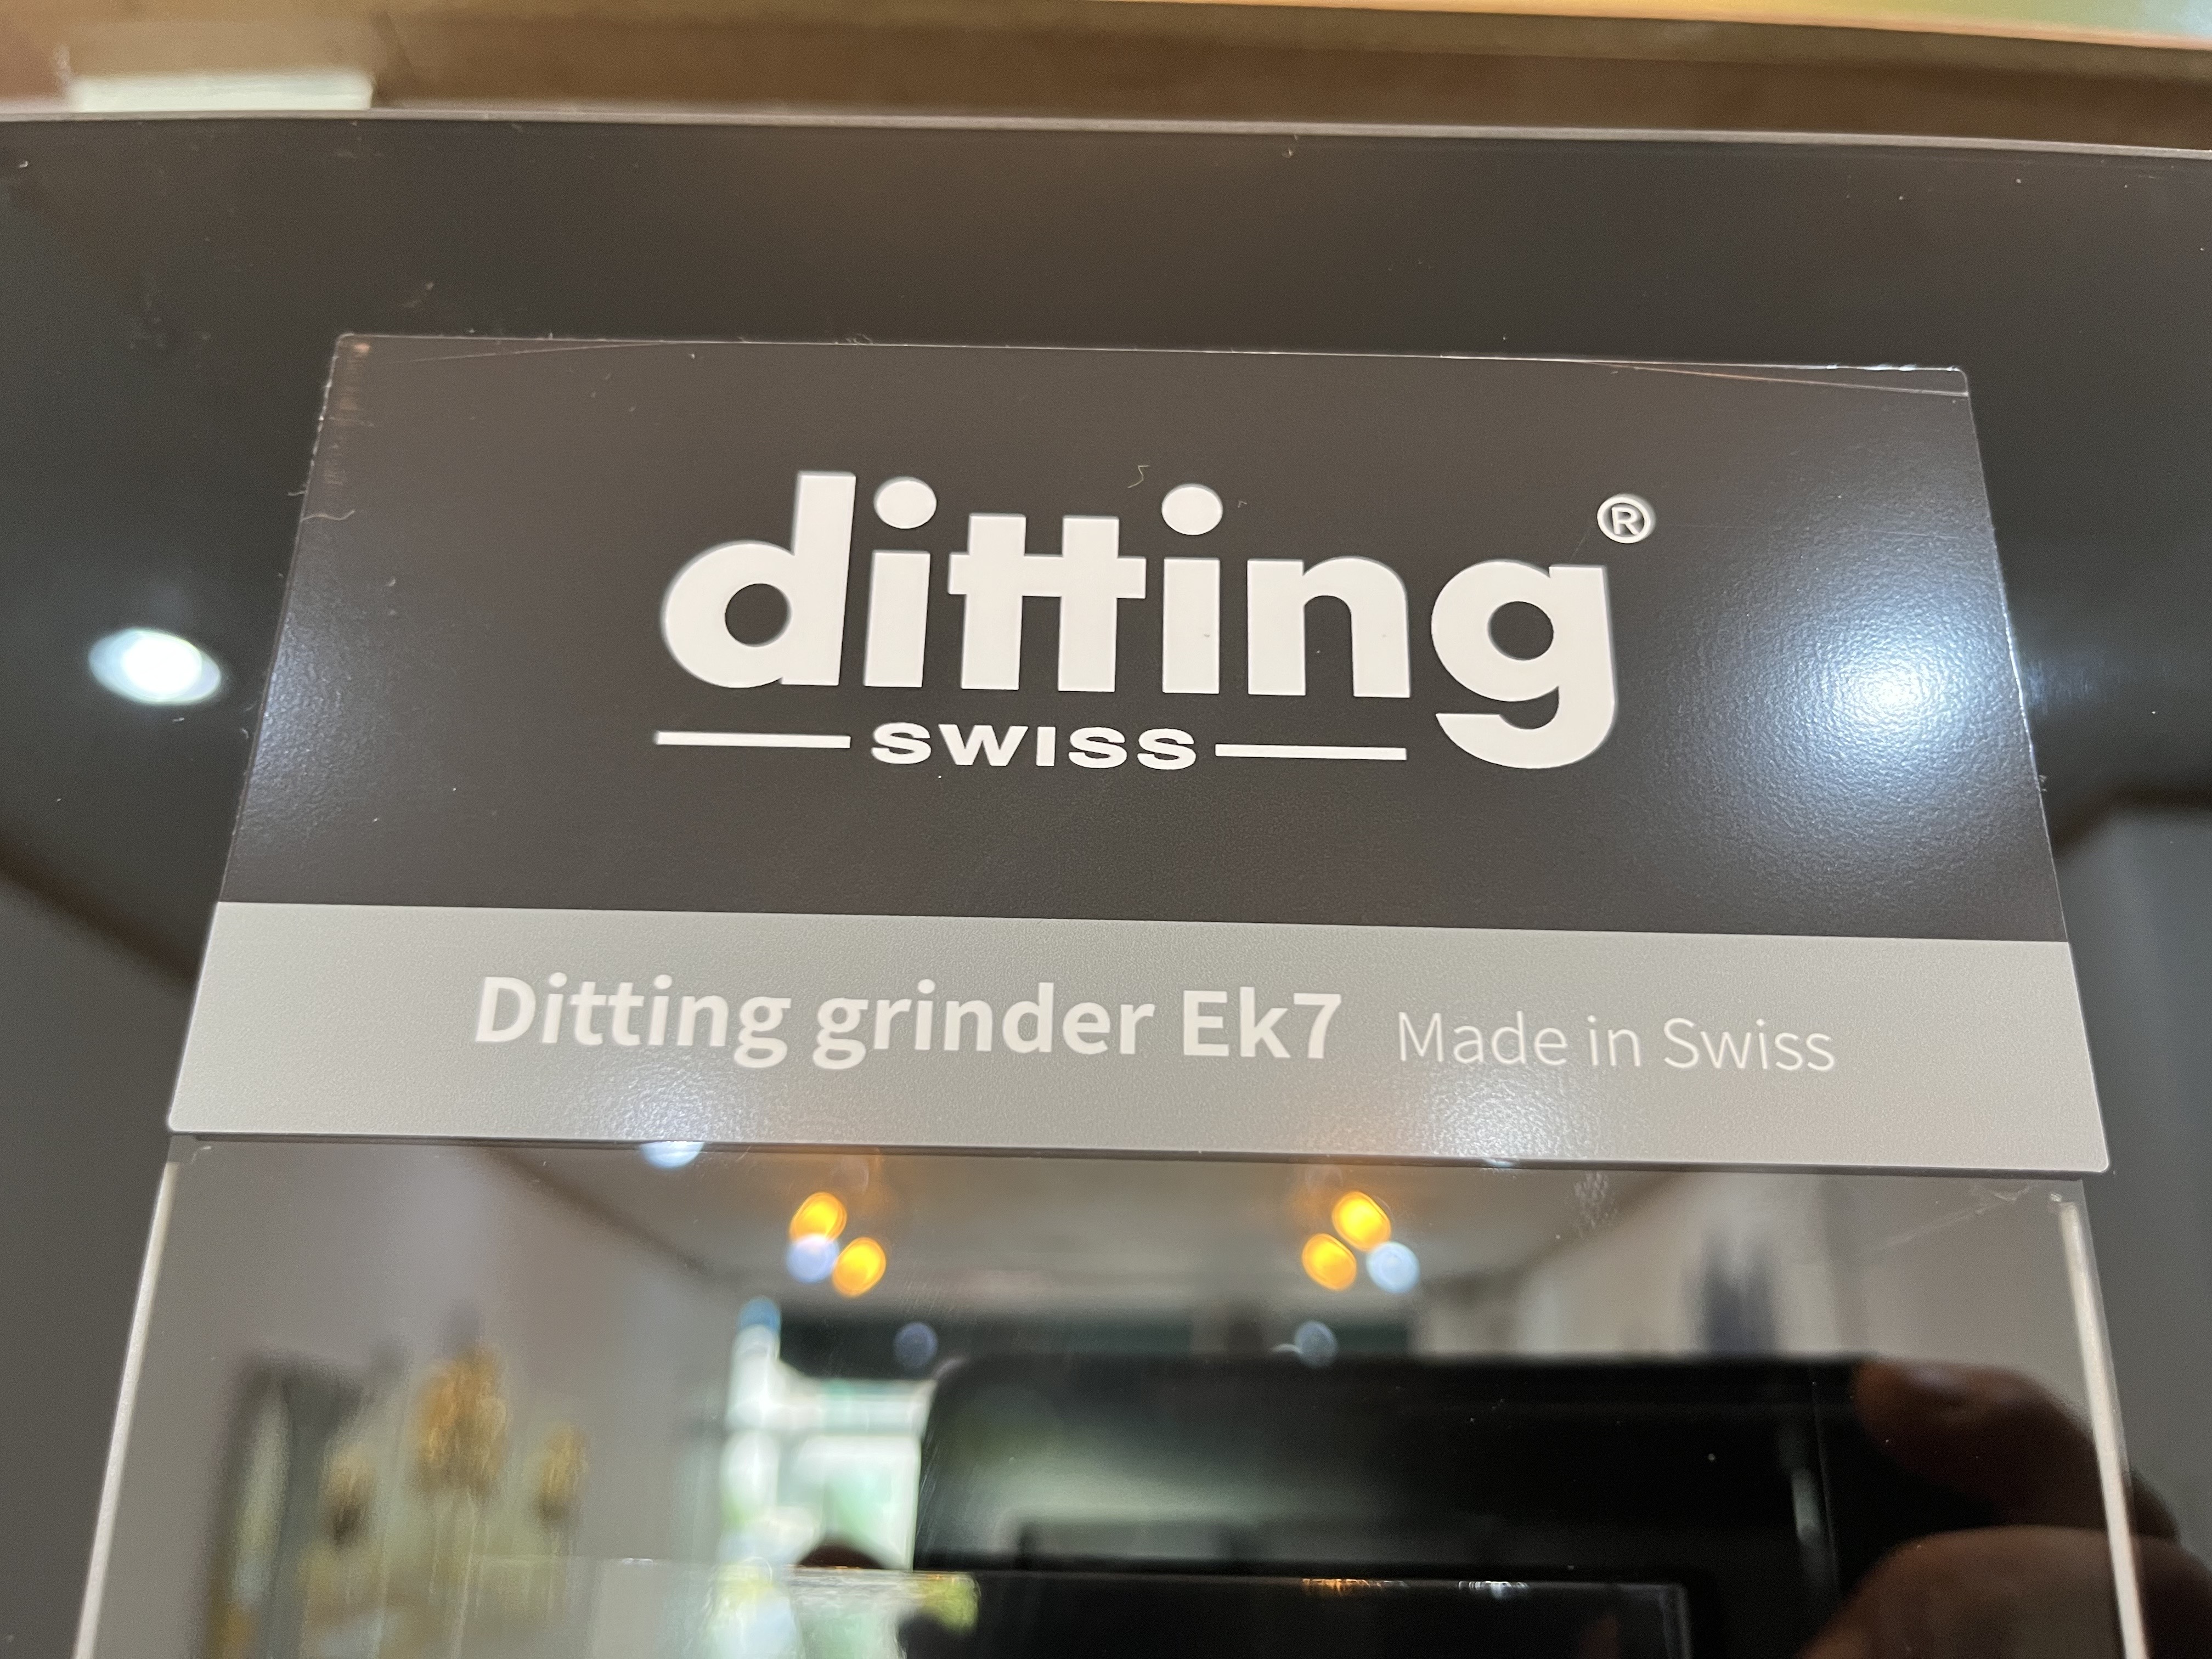 ditting®
SWISS
Ditting grinder Ek7 Made in Swiss